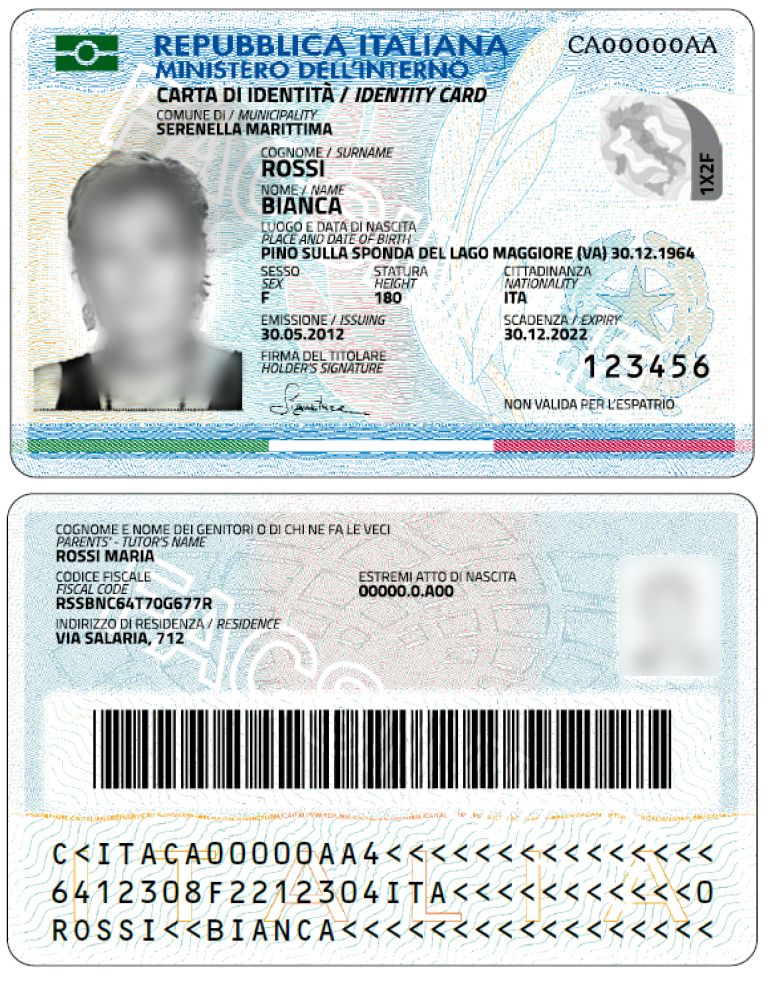 REPUBBLICA ITALIANA CA00000AA
MINISTERO DELL'INTERNO
CARTA DI IDENTITÀ / IDENTITY CARD
COMUNE DI / MUNICIPALITY
SERENELLA MARITTIMA
COGNOME / SURNAME
ROSSI
1X2F
NOME / NAME
BIANCA
LUOGO E DATA DI NASCITA
PLACE AND DATE OF BIRTH
PINO SULLA SPONDA DEL LAGO MAGGIORE (VA) 30.12.1964
SESSO STATURA CITTADINANZA
SEX HEIGHT NATIONALITY
F 180 ITA
EMISSIONE / ISSUING SCADENZA / EXPIRY
30.05.2012 30.12.2022
FIRMA DEL TITOLARE
HOLDER'S SIGNATURE
123456
Signature
NON VALIDA PER L'ESPATRIO
COGNOME E NOME DEI GENITORI O DI CHI NE FA LE VECI
PARENTS' - TUTOR'S NAME
ROSSI MARIA
CODICE FISCALE ESTREMI ATTO DI NASCITA
FISCAL CODE 00000.0.A00
RSSBNC64T70G677R
INDIRIZZO DI RESIDENZA / RESIDENCE
VIA SALARIA, 712
C<ITACA00000AA4<<<<<<<<<<<<<<<
6412308F2212304ITA<<<<<<<<<<<0
ROSSI<<BIANCA<<<<<<<<<<<<<<<<<
ITALIA